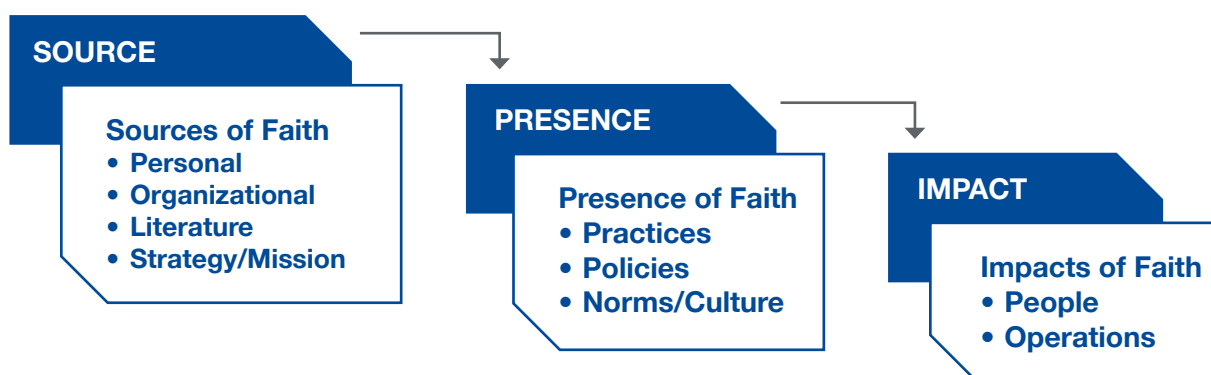 SOURCE
Sources of Faith
• Personal
• Organizational
• Literature
• Strategy/Mission
PRESENCE
Presence of Faith
• Practices
• Policies
• Norms/Culture
IMPACT
Impacts of Faith
• People
• Operations